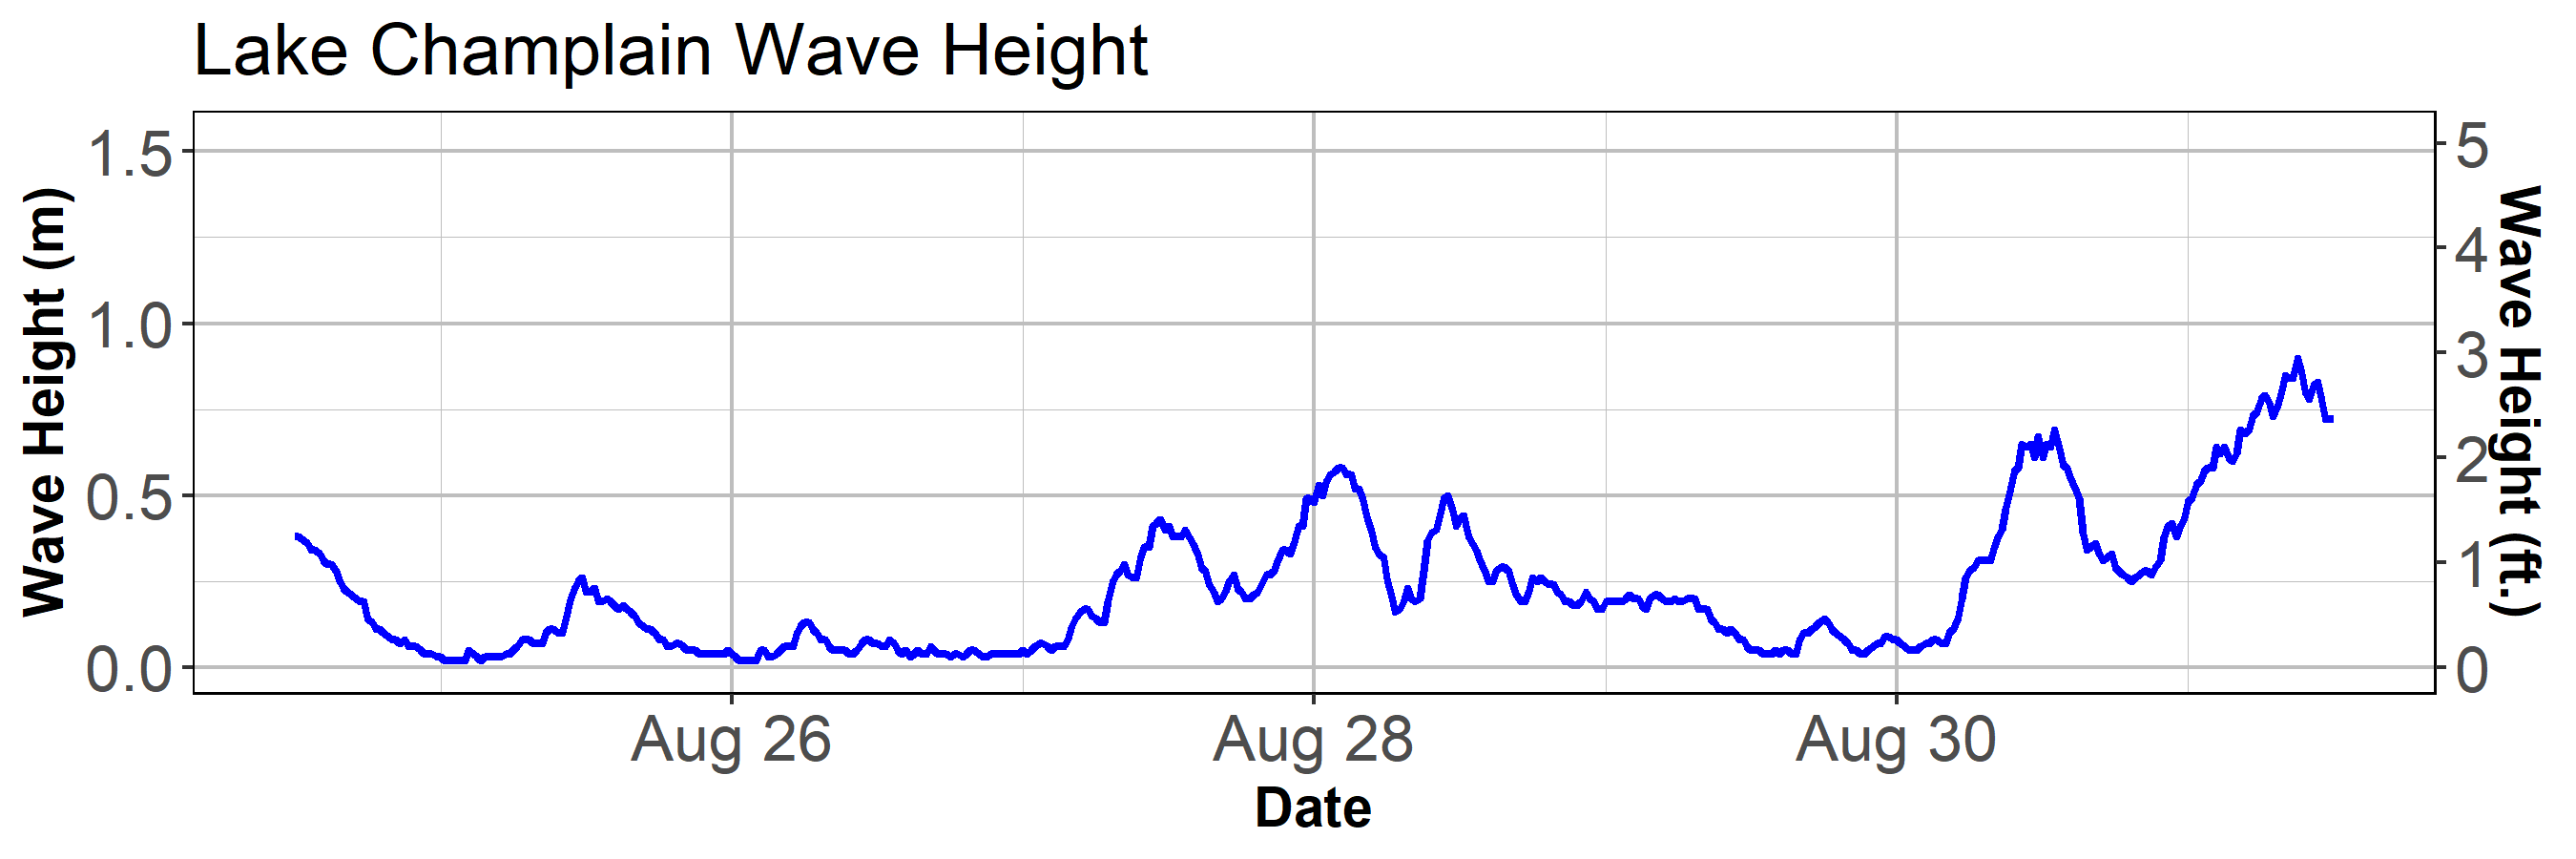 Lake Champlain Wave Height
Wave Height (m)
1.5
1.0
0.5
0.0
5
4
3
2
1
0
Wave Height (ft.)
Aug 26 Aug 28 Aug 30
Date